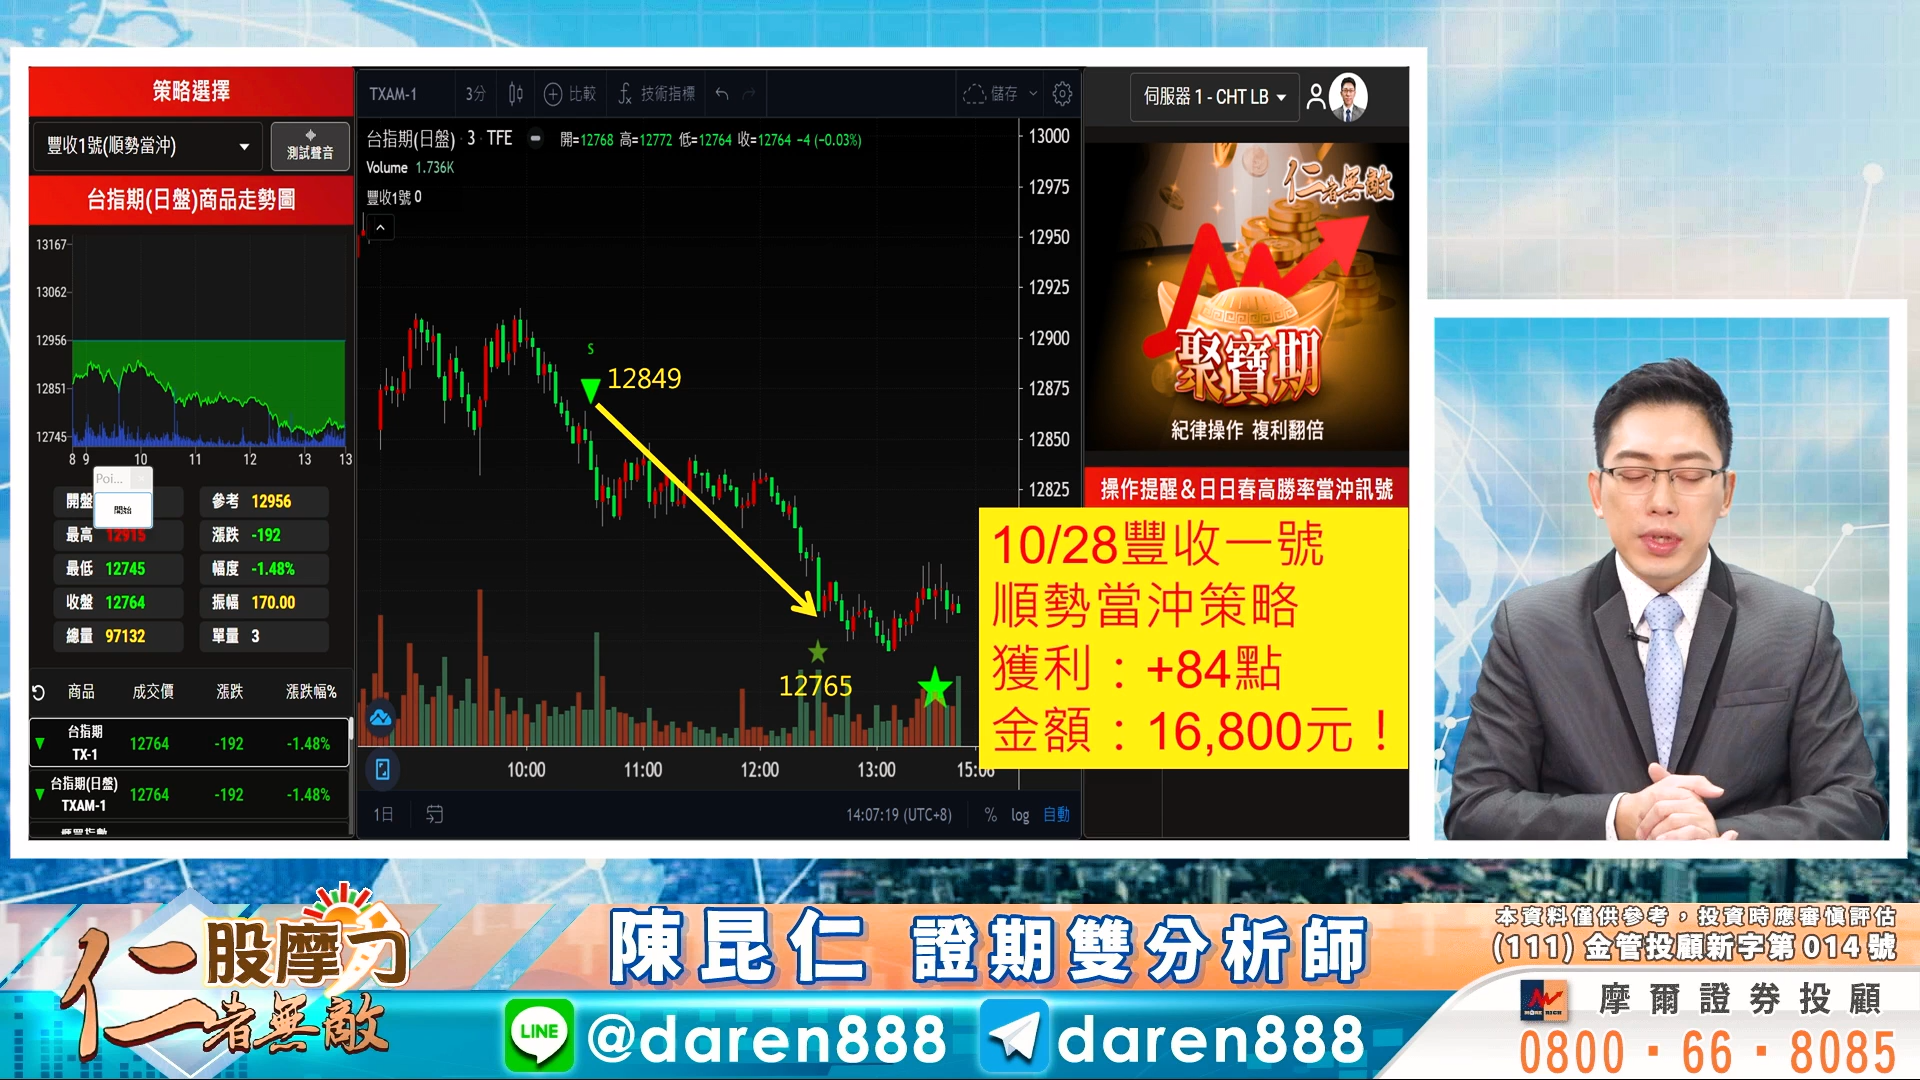 策略選擇
豐收1號(順勢當沖)
測試聲音
台指期(日盤)商品走勢圖
13167
13062
12956
12851
12745
8 9 10 11 12 13 13
Poi...
開始
開盤
參考 12956
最高 12915
漲跌 -192
最低 12745
幅度 -1.48%
收盤 12764
振幅 170.00
總量 97132
單量 3
商品 成交價 漲跌 漲跌幅%
台指期
TX-1
12764 -192 -1.48%
台指期(日盤)
TXAM-1
12764 -192 -1.48%
TXAM-1 3分 比較 技術指標 儲存
台指期(日盤) · 3 · TFE 開=12768 高=12772 低=12764 收=12764 -4 (-0.03%)
Volume 1.736K
豐收1號 0
S
12849
12765
13000
12975
12950
12925
12900
12875
12850
12825
10:00 11:00 12:00 13:00 15:00
1日
14:07:19 (UTC+8) % log 自動
伺服器 1 - CHT LB
仁者無敵
聚寶期
紀律操作 複利翻倍
操作提醒&日日春高勝率當沖訊號
10/28豐收一號
順勢當沖策略
獲利：+84點
金額：16,800元！
股摩力
仁者無敵
陳昆仁 證期雙分析師
LINE @daren888 daren888
本資料僅供參考，投資時應審慎評估
(111) 金管投顧新字第014號
MORE RICH
摩爾證券投顧
0800・66・8085